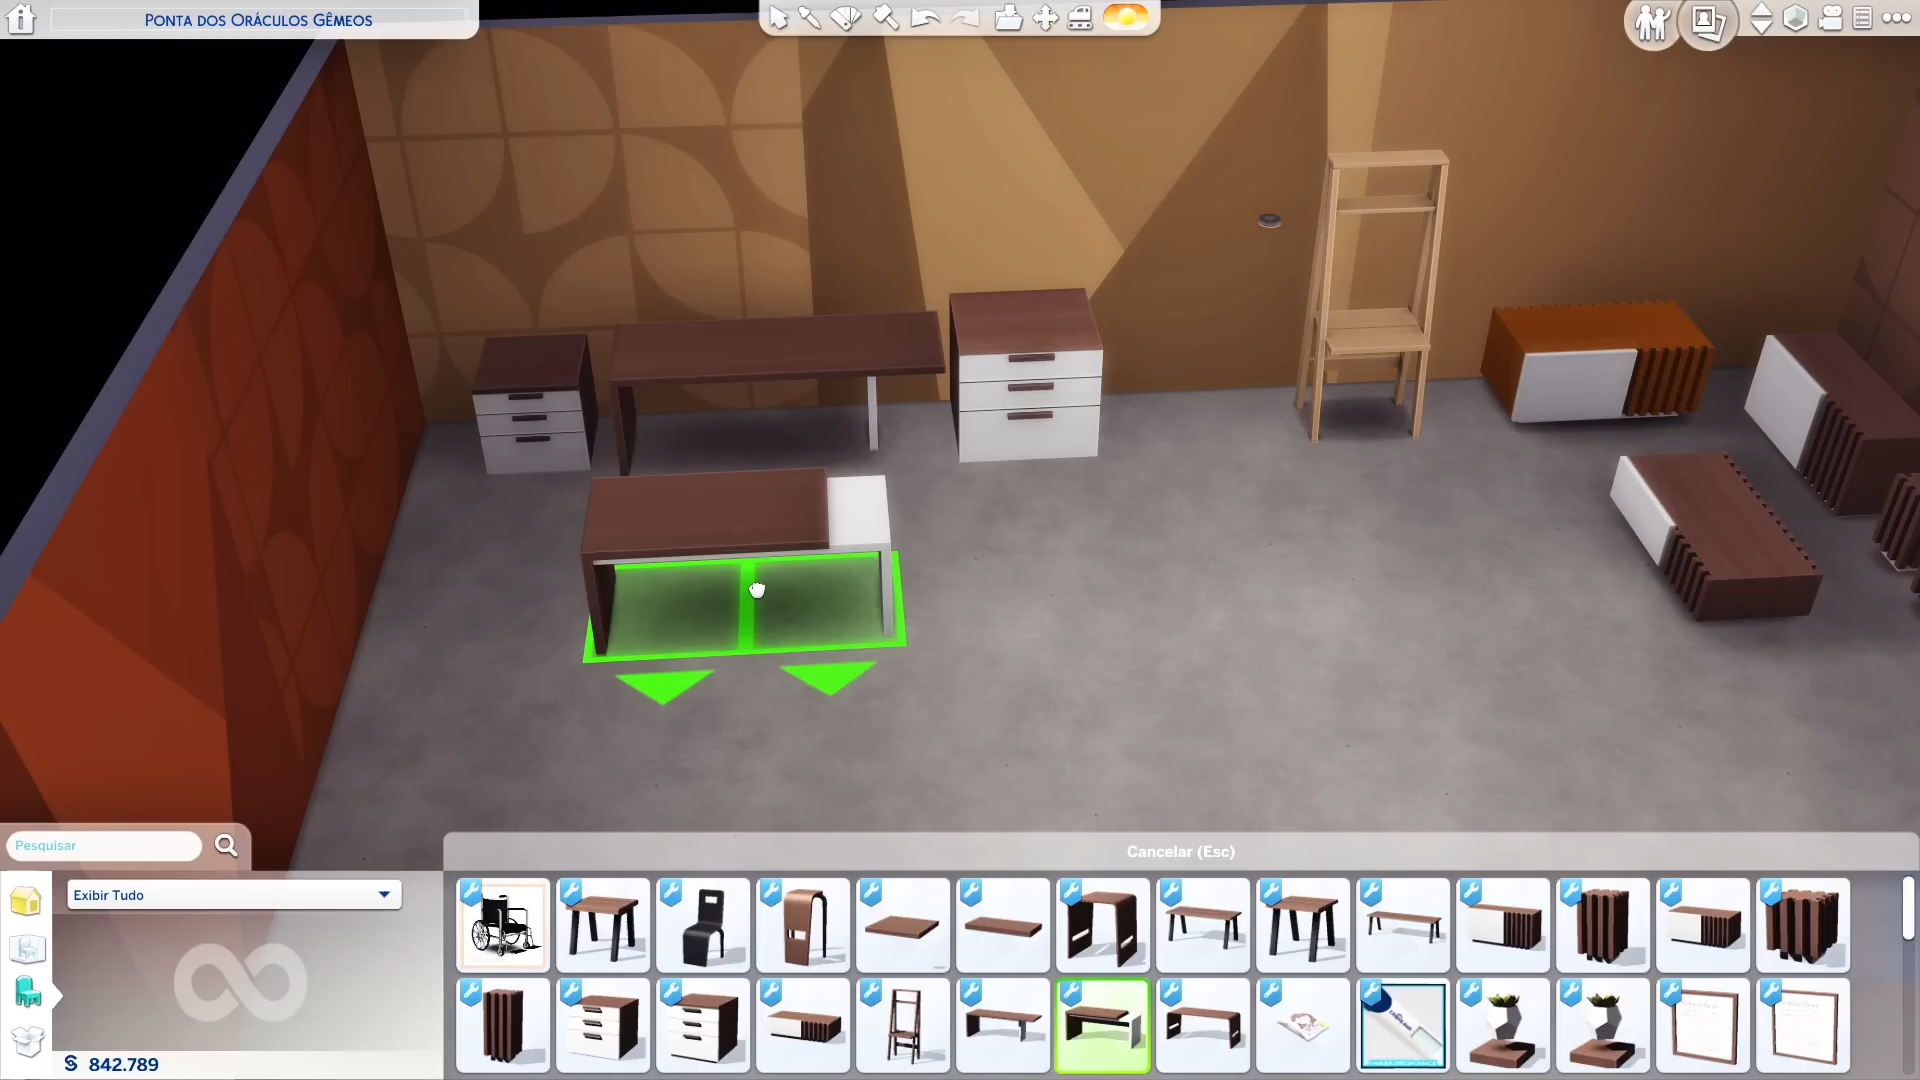 Ponta dos Oráculos Gêmeos
Cancelar (Esc)
Pesquisar
Exibir Tudo
842.789